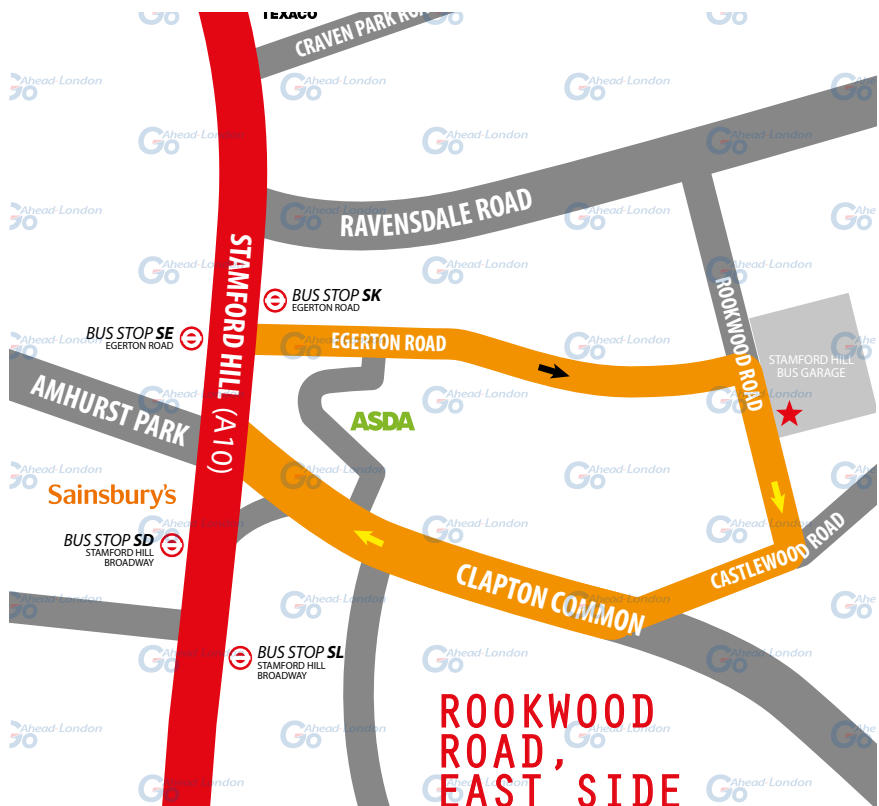 TEXACO
CRAVEN PARK
RAVENSDALE ROAD
STAMFORD HILL (A10)
BUS STOP SK
EGERTON ROAD
BUS STOP SE
EGERTON ROAD
EGERTON ROAD
ROOKWOOD ROAD
STAMFORD HILL
BUS GARAGE
AMHURST PARK
ASDA
Sainsbury's
BUS STOP SD
STAMFORD HILL
BROADWAY
CASTLEWOOD ROAD
CLAPTON COMMON
BUS STOP SL
STAMFORD HILL
BROADWAY
ROOKWOOD
ROAD,
EAST SIDE
Go Ahead-London